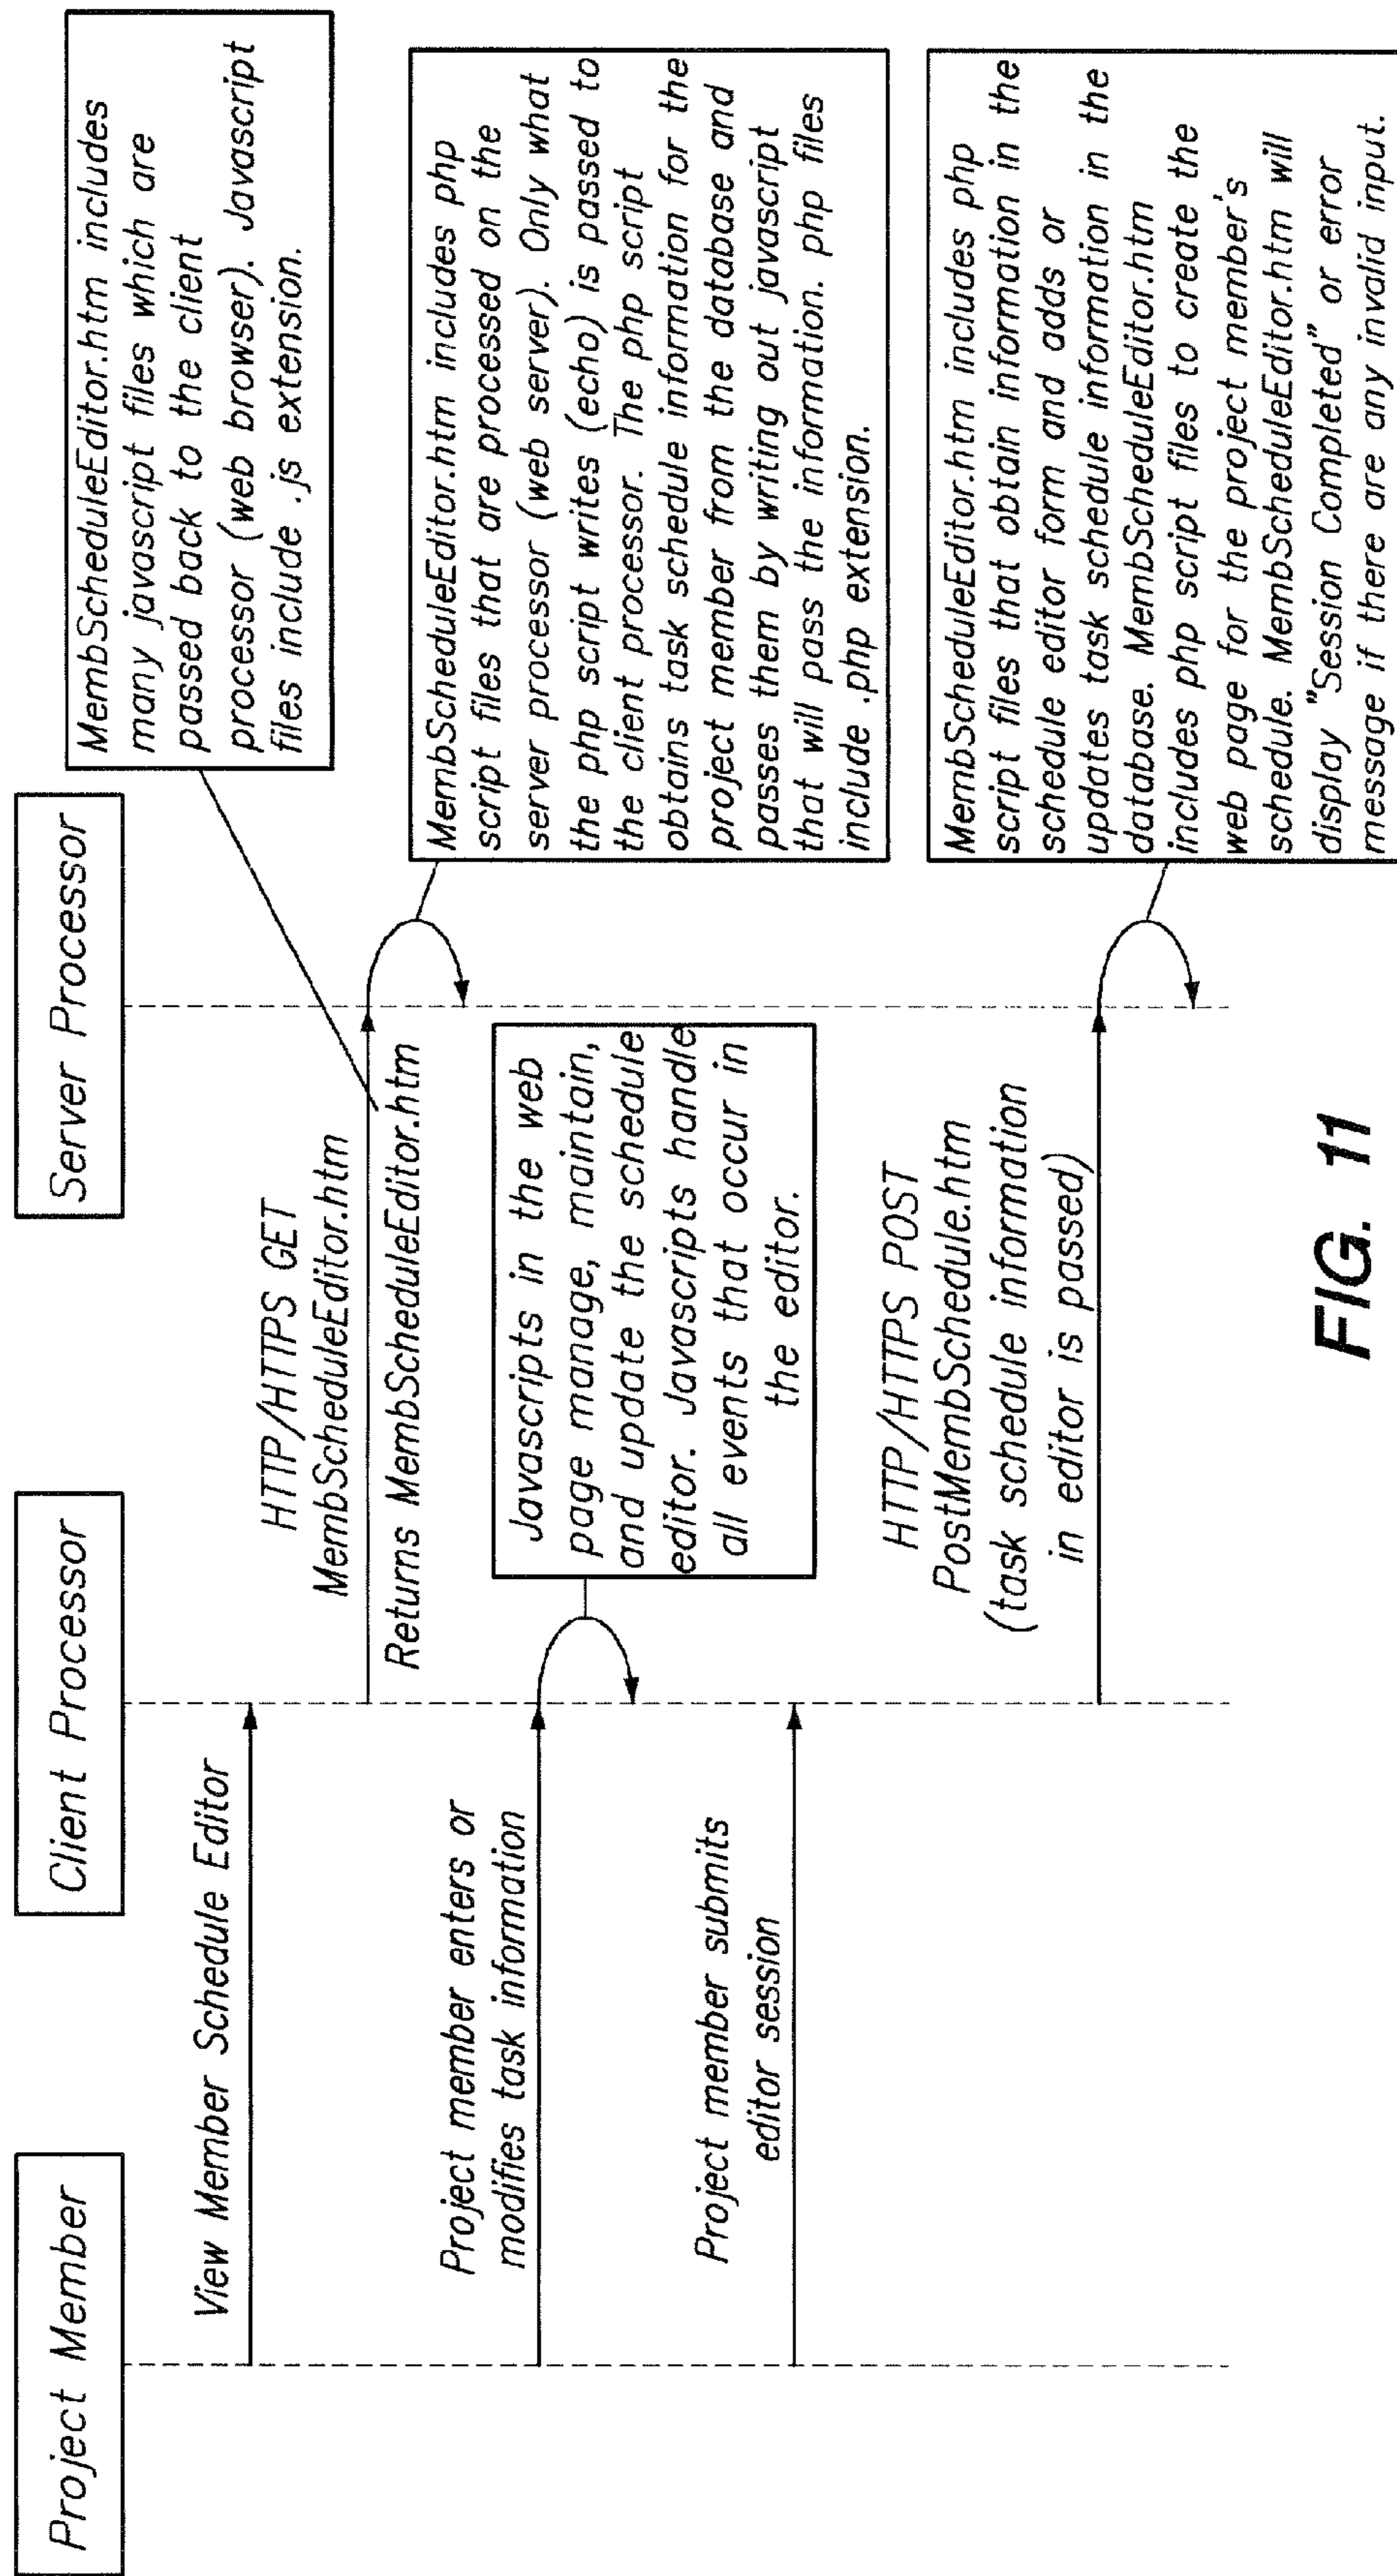 Project Member
Client Processor
Server Processor
View Member Schedule Editor
HTTP/HTTPS GET
MembScheduleEditor.htm
Returns MembScheduleEditor.htm
MembScheduleEditor.htm includes
many javascript files which are
passed back to the client
processor (web browser). Javascript
files include .js extension.
MembScheduleEditor.htm includes php
script files that are processed on the
server processor (web server). Only what
the php script writes (echo) is passed to
the client processor. The php script
obtains task schedule information for the
project member from the database and
passes them by writing out javascript
that will pass the information. php files
include .php extension.
Project member enters or
modifies task information
Javascripts in the web
page manage, maintain,
and update the schedule
editor. Javascripts handle
all events that occur in
the editor.
Project member submits
editor session
HTTP/HTTPS POST
PostMembSchedule.htm
(task schedule information
in editor is passed)
MembScheduleEditor.htm includes php
script files that obtain information in the
schedule editor form and adds or
updates task schedule information in the
database. MembScheduleEditor.htm
includes php script files to create the
web page for the project member's
schedule. MembScheduleEditor.htm will
display "Session Completed" or error
message if there are any invalid input.
FIG. 11